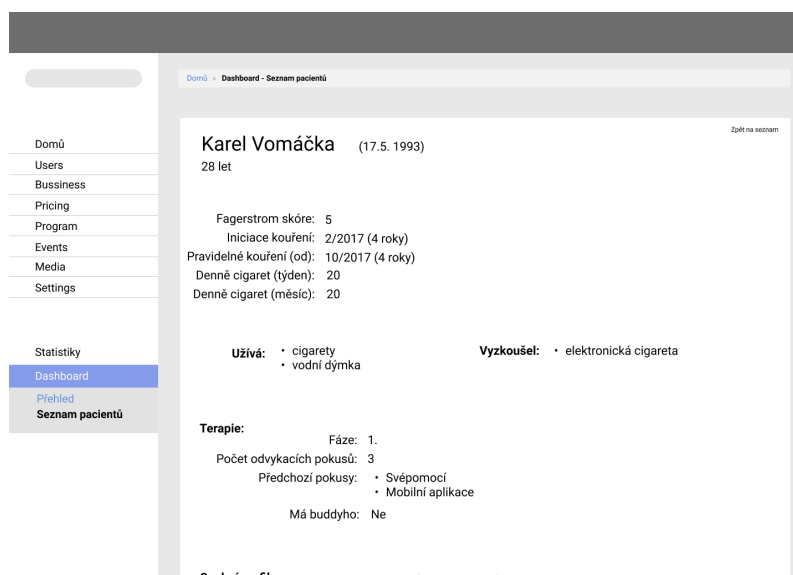 Domů » Dashboard - Seznam pacientů
Zpět na seznam
Domů
Users
Bussiness
Pricing
Program
Events
Media
Settings
Statistiky
Dashboard
Přehled
Seznam pacientů
Karel Vomáčka (17.5. 1993)
28 let
Fagerstrom skóre: 5
Iniciace kouření: 2/2017 (4 roky)
Pravidelné kouření (od): 10/2017 (4 roky)
Denně cigaret (týden): 20
Denně cigaret (měsíc): 20
Užívá: • cigarety
• vodní dýmka
Vyzkoušel: • elektronická cigareta
Terapie:
Fáze: 1.
Počet odvykacích pokusů: 3
Předchozí pokusy: • Svépomocí
• Mobilní aplikace
Má buddyho: Ne